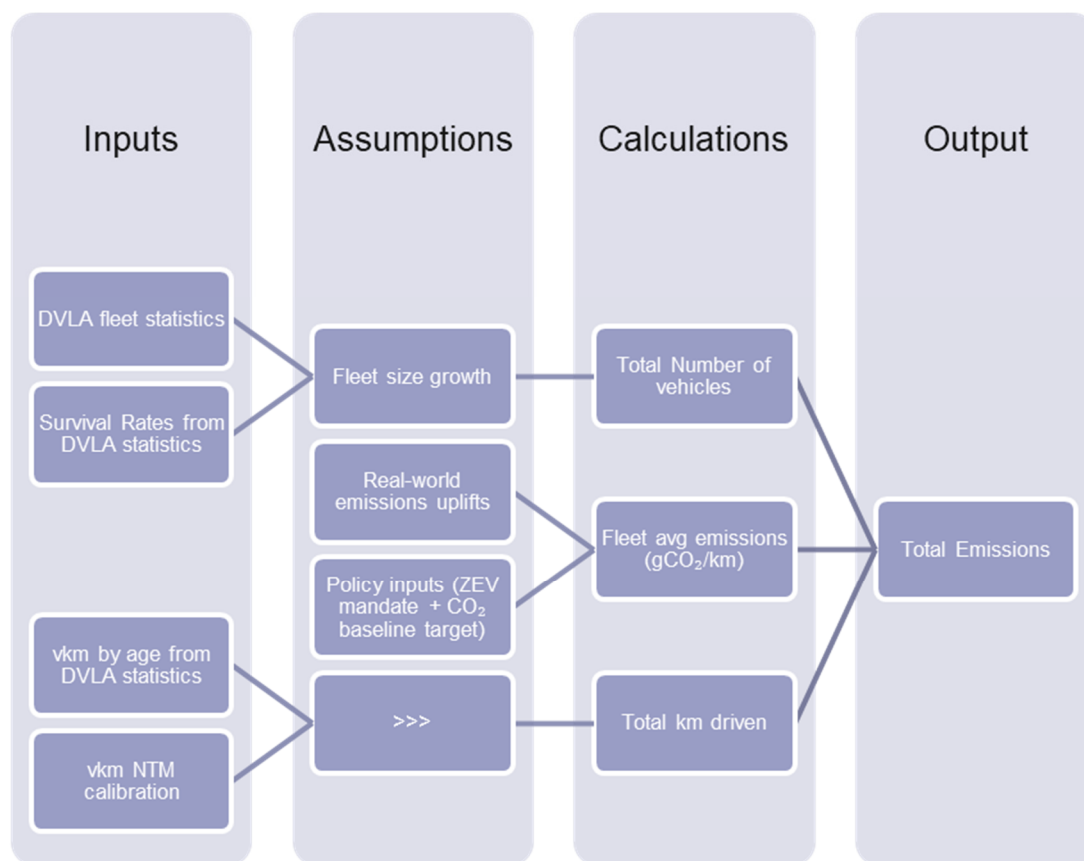 Inputs
DVLA fleet statistics
Survival Rates from
DVLA statistics
vkm by age from
DVLA statistics
vkm NTM
calibration
Assumptions
Fleet size growth
Real-world
emissions uplifts
Policy inputs (ZEV
mandate + CO₂
baseline target)
>>>
Calculations
Total Number of
vehicles
Fleet avg emissions
(gCO₂/km)
Total km driven
Output
Total Emissions